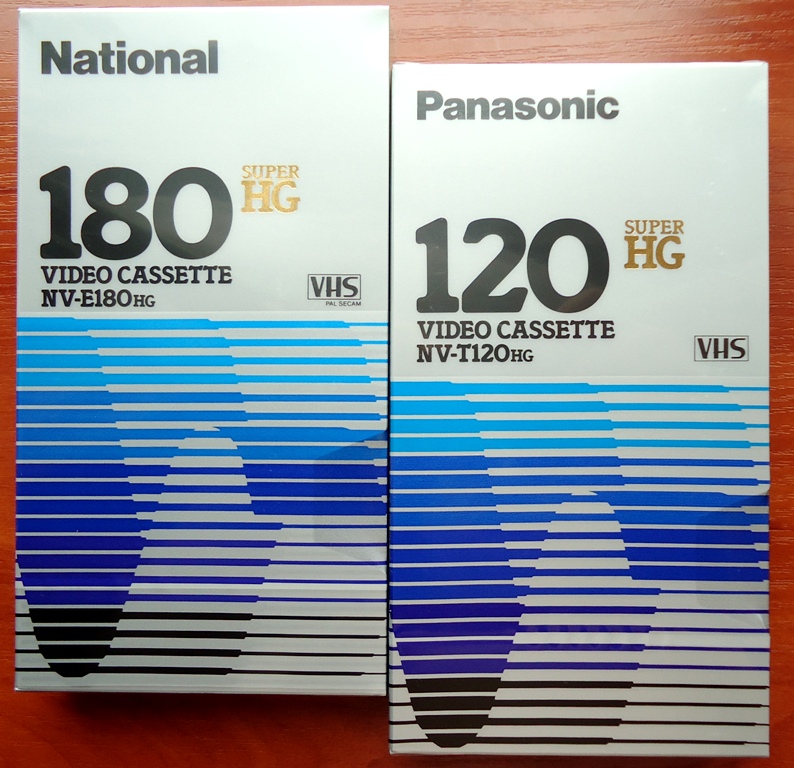 National
180 SUPER HG
VIDEO CASSETTE
NV-E180HG
VHS
PAL SECAM
Panasonic
120 SUPER HG
VIDEO CASSETTE
NV-T120HG
VHS